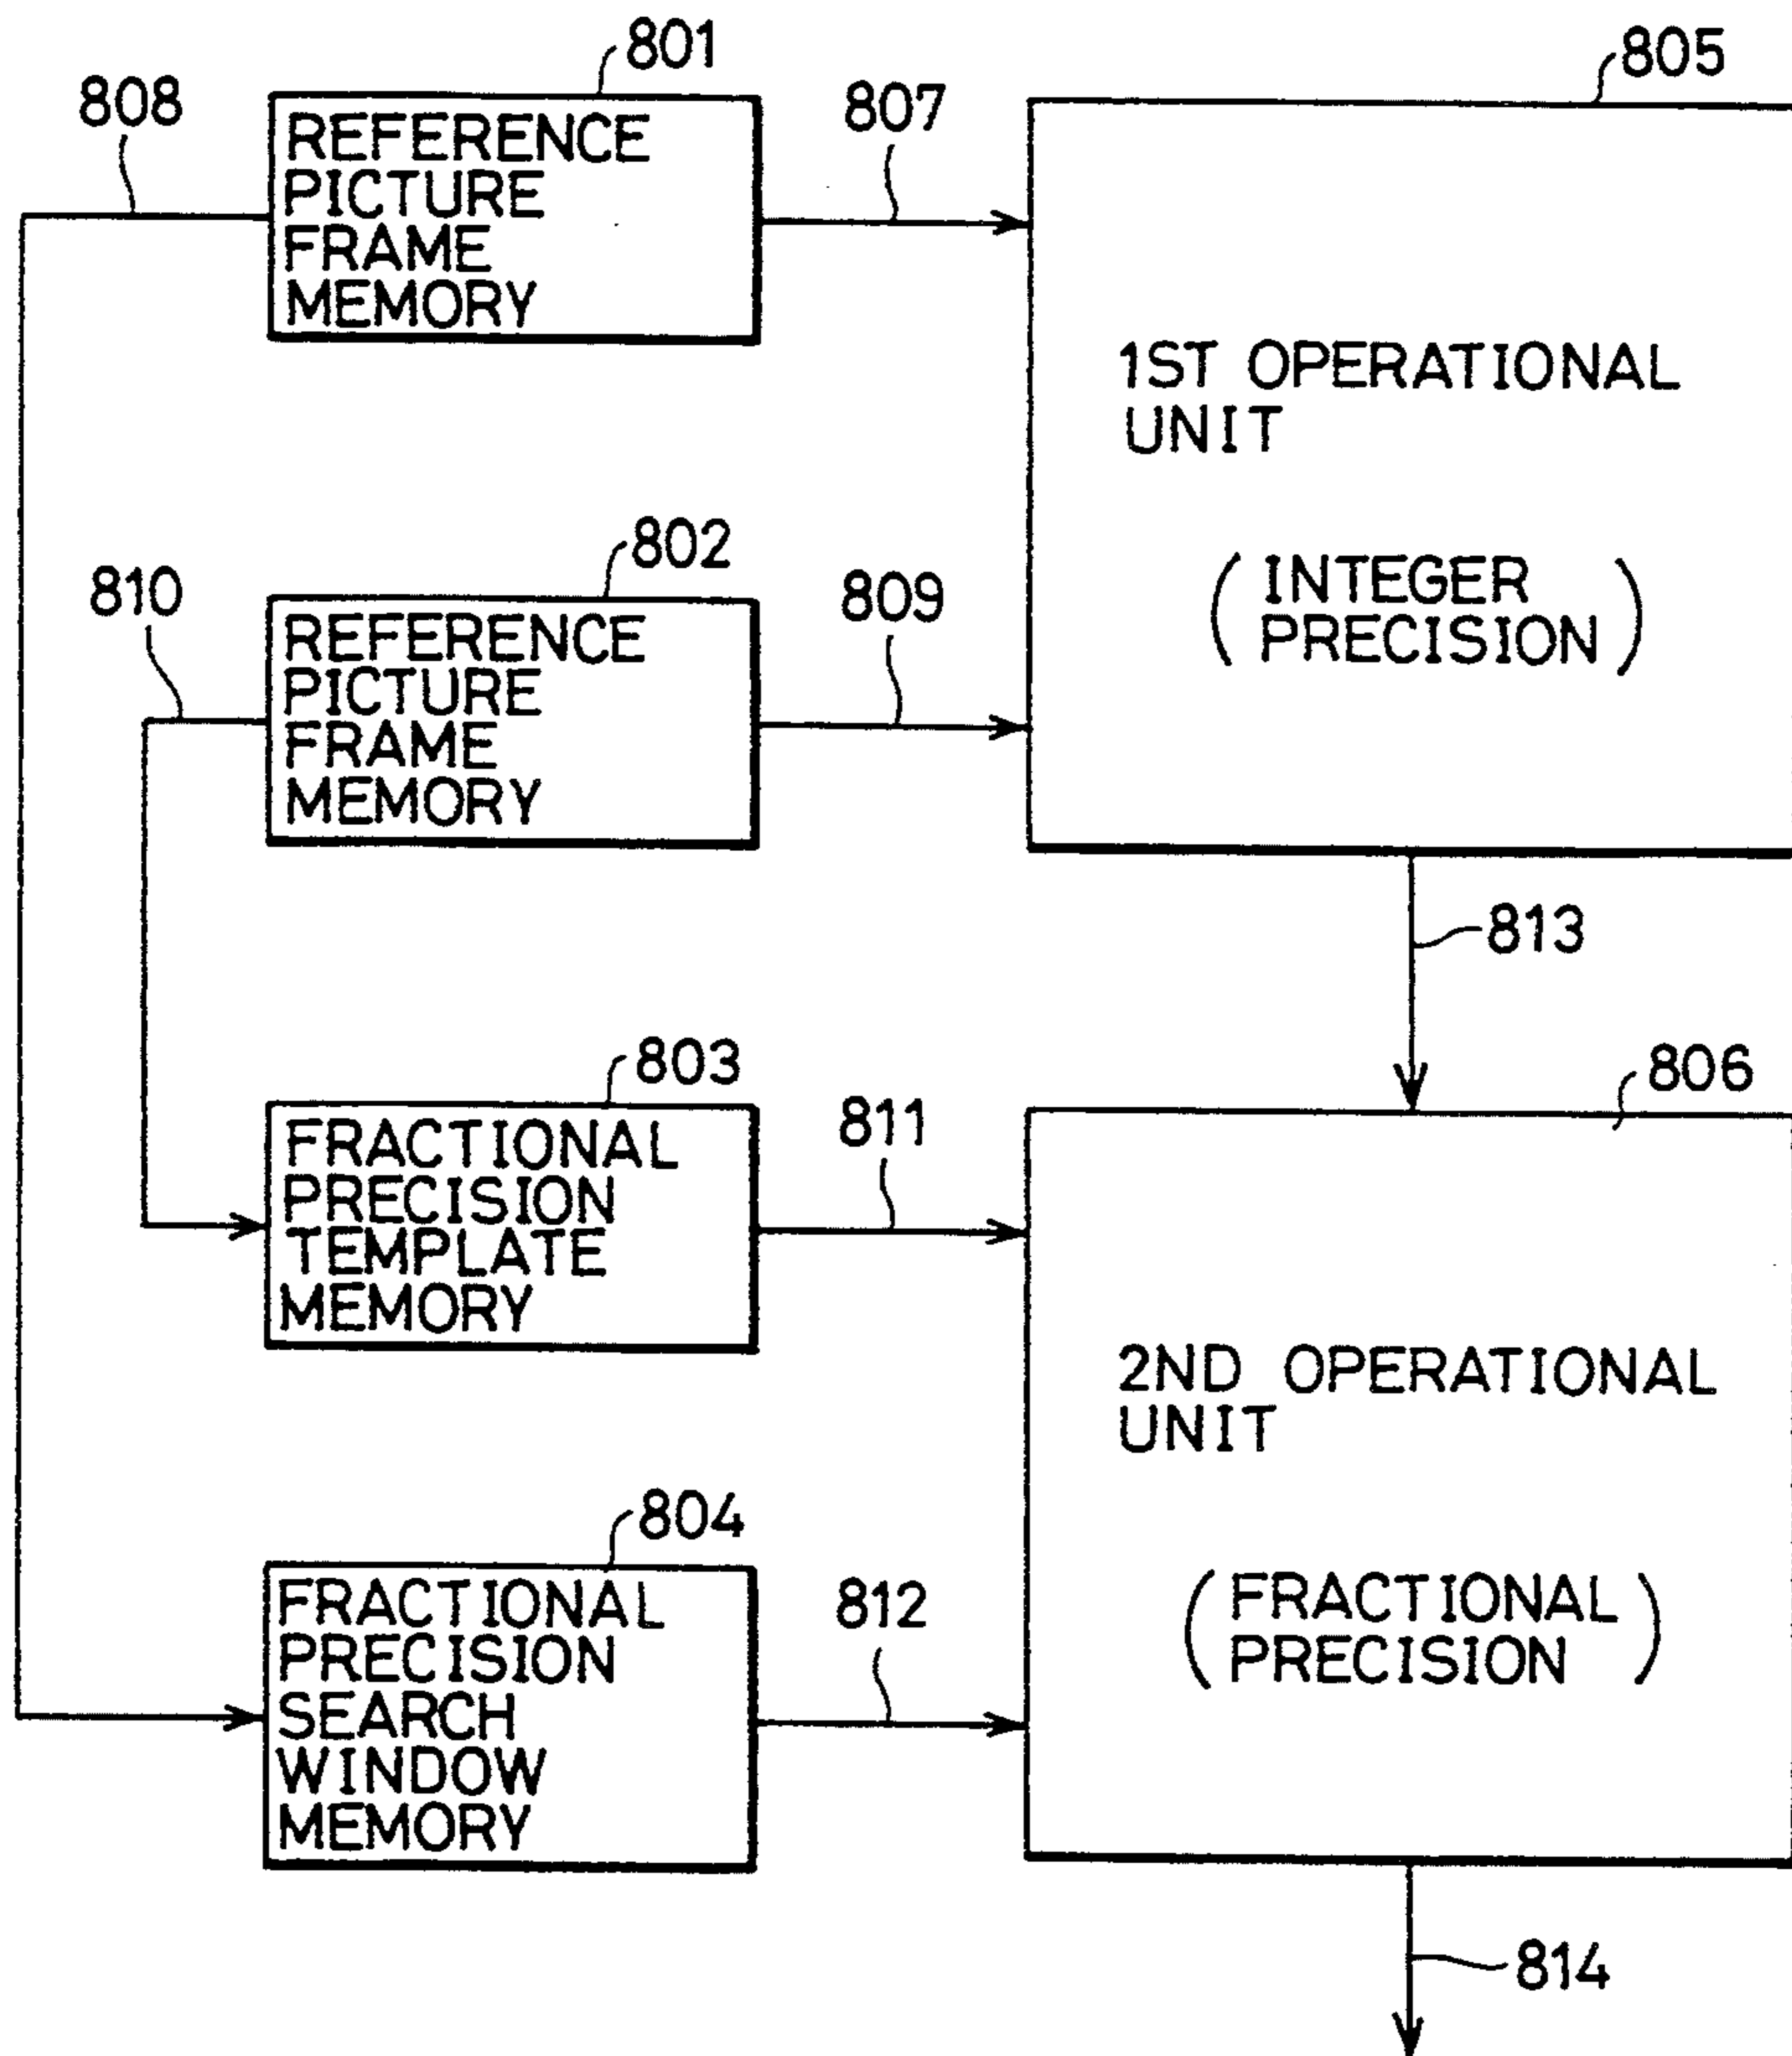 801
805
808
807
REFERENCE
PICTURE
FRAME
MEMORY
1ST OPERATIONAL
UNIT
(INTEGER
PRECISION)
802
810
809
REFERENCE
PICTURE
FRAME
MEMORY
813
803
806
811
FRACTIONAL
PRECISION
TEMPLATE
MEMORY
2ND OPERATIONAL
UNIT
(FRACTIONAL
PRECISION)
804
812
FRACTIONAL
PRECISION
SEARCH
WINDOW
MEMORY
814